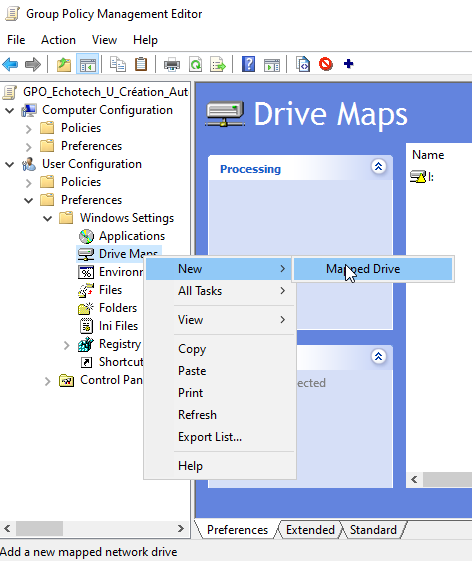 Group Policy Management Editor
File Action View Help
GPO_Echotech_U_Création_Aut
Computer Configuration
Policies
Preferences
User Configuration
Policies
Preferences
Windows Settings
Applications
Drive Maps
Environ
Files
Folders
Ini Files
Registry
Shortcut
Control Pan
Drive Maps
Processing
Name
I:
New
Mapped Drive
All Tasks
View
Copy
Paste
Print
Refresh
Export List...
Help
ected
Preferences Extended Standard
Add a new mapped network drive